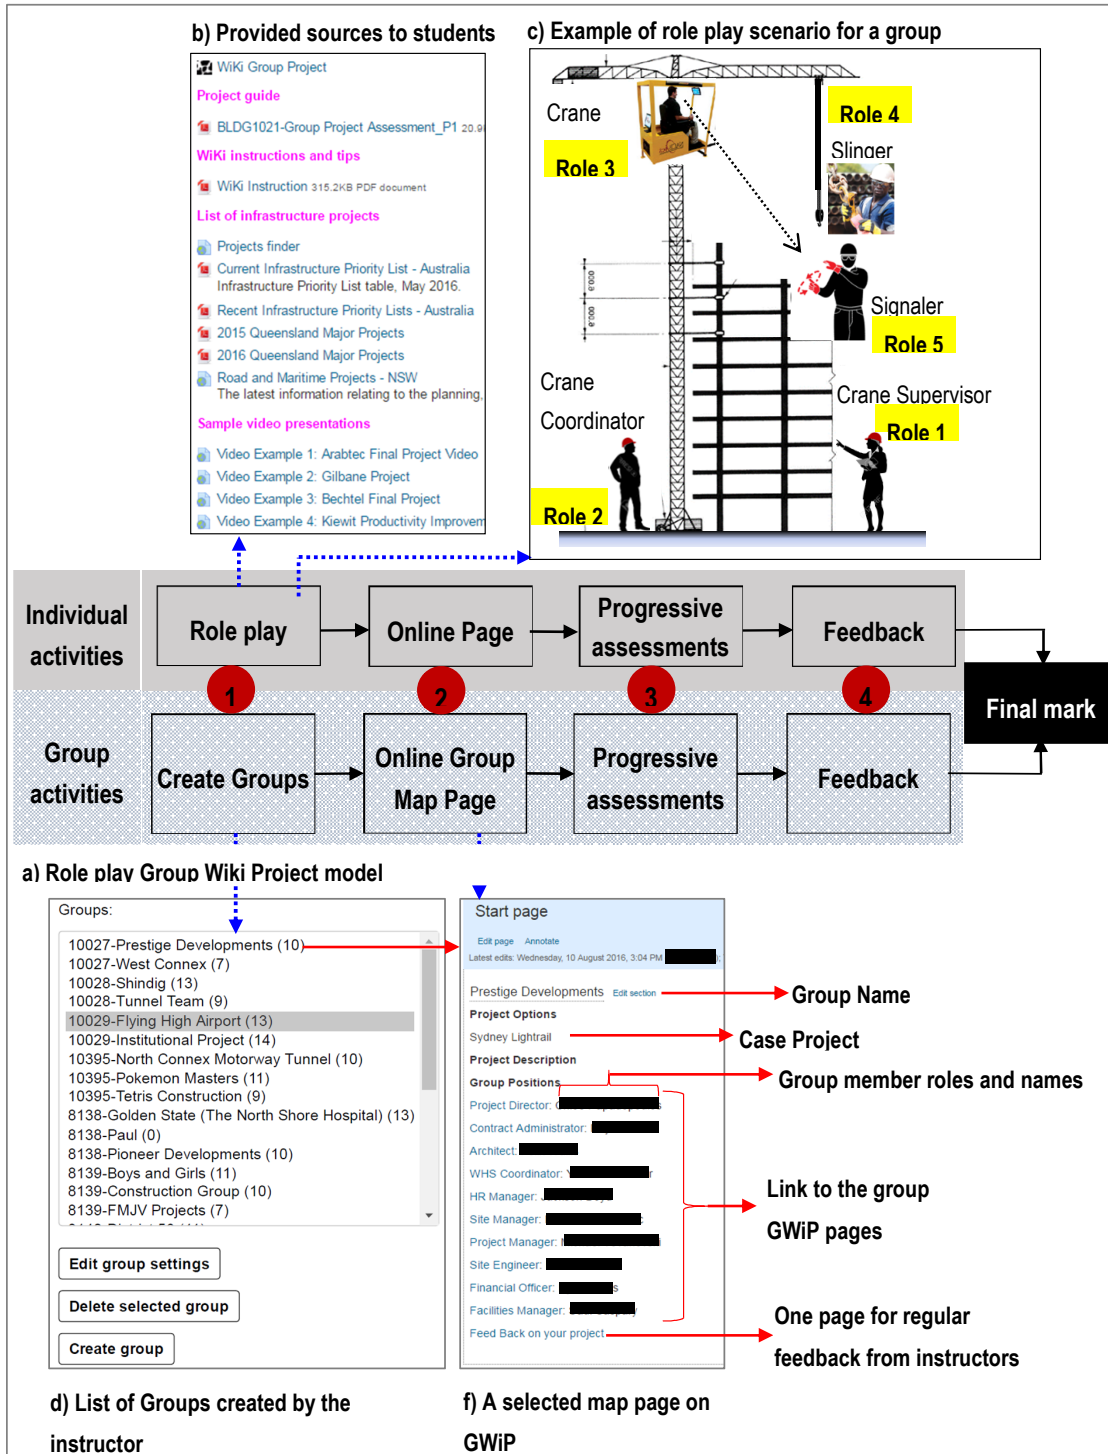 b) Provided sources to students
WiKi Group Project
Project guide
BLDG1021-Group Project Assessment_P1 20.9
WiKi instructions and tips
WiKi Instruction 315.2KB PDF document
List of infrastructure projects
Projects finder
Current Infrastructure Priority List - Australia
Infrastructure Priority List table, May 2016.
Recent Infrastructure Priority Lists - Australia
2015 Queensland Major Projects
2016 Queensland Major Projects
Road and Maritime Projects - NSW
The latest information relating to the planning,
Sample video presentations
Video Example 1: Arabtec Final Project Video
Video Example 2: Gilbane Project
Video Example 3: Bechtel Final Project
Video Example 4: Kiewit Productivity Improvem
c) Example of role play scenario for a group
Crane
Role 3
Role 4
Slinger
Signaler
Role 5
Crane
Coordinator
Role 2
Crane Supervisor
Role 1
Individual
activities
Role play
Online Page
Progressive
assessments
Feedback
1
2
3
4
Final mark
Group
activities
Create Groups
Online Group
Map Page
Progressive
assessments
Feedback
a) Role play Group Wiki Project model
Groups:
10027-Prestige Developments (10)
10027-West Connex (7)
10028-Shindig (13)
10028-Tunnel Team (9)
10029-Flying High Airport (13)
10029-Institutional Project (14)
10395-North Connex Motorway Tunnel (10)
10395-Pokemon Masters (11)
10395-Tetris Construction (9)
8138-Golden State (The North Shore Hospital) (13)
8138-Paul (0)
8138-Pioneer Developments (10)
8139-Boys and Girls (11)
8139-Construction Group (10)
8139-FMJV Projects (7)
Edit group settings
Delete selected group
Create group
d) List of Groups created by the
instructor
Start page
Edit page Annotate
Latest edits: Wednesday, 10 August 2016, 3:04 PM
Prestige Developments Edit section
Project Options
Sydney Lightrail
Project Description
Group Positions
Project Director:
Contract Administrator:
Architect:
WHS Coordinator:
HR Manager:
Site Manager:
Project Manager:
Site Engineer:
Financial Officer:
Facilities Manager:
Feed Back on your project
Group Name
Case Project
Group member roles and names
Link to the group
GWiP pages
One page for regular
feedback from instructors
f) A selected map page on
GWiP